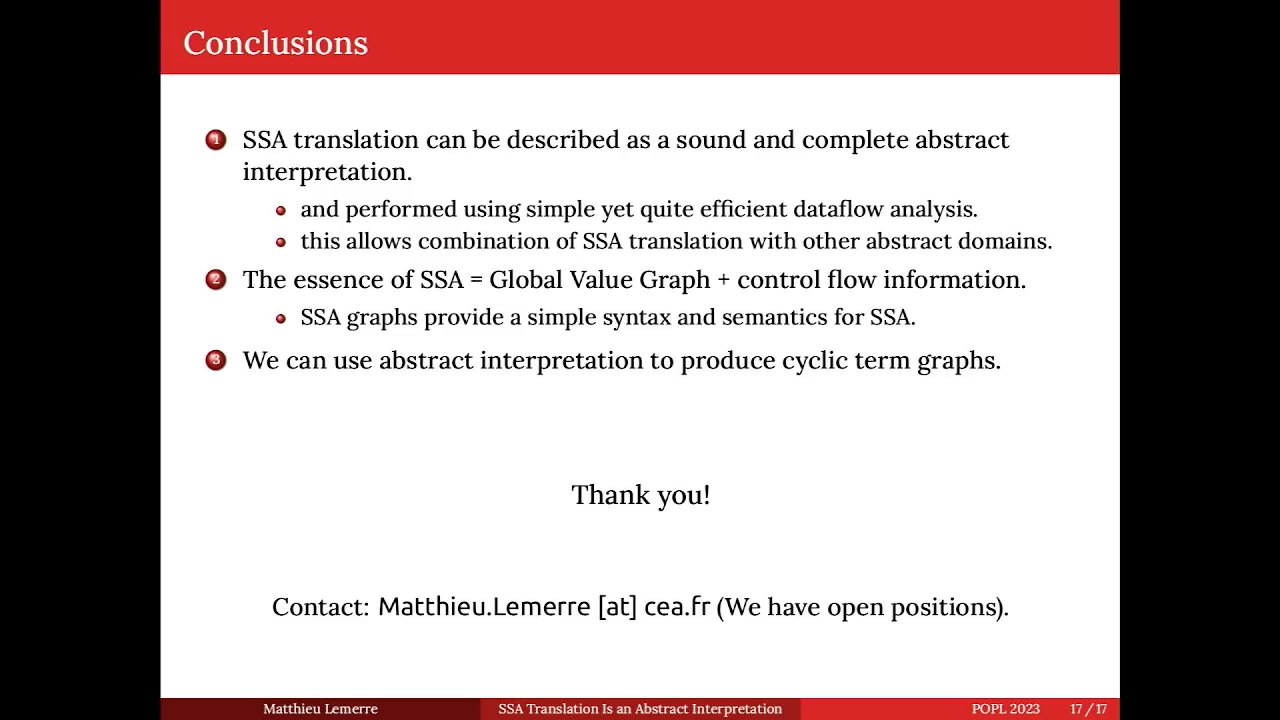 Conclusions
1 SSA translation can be described as a sound and complete abstract
interpretation.
and performed using simple yet quite efficient dataflow analysis.
this allows combination of SSA translation with other abstract domains.
2 The essence of SSA = Global Value Graph + control flow information.
SSA graphs provide a simple syntax and semantics for SSA.
3 We can use abstract interpretation to produce cyclic term graphs.
Thank you!
Contact: Matthieu.Lemerre [at] cea.fr (We have open positions).
Matthieu Lemerre SSA Translation Is an Abstract Interpretation POPL 2023 17 / 17